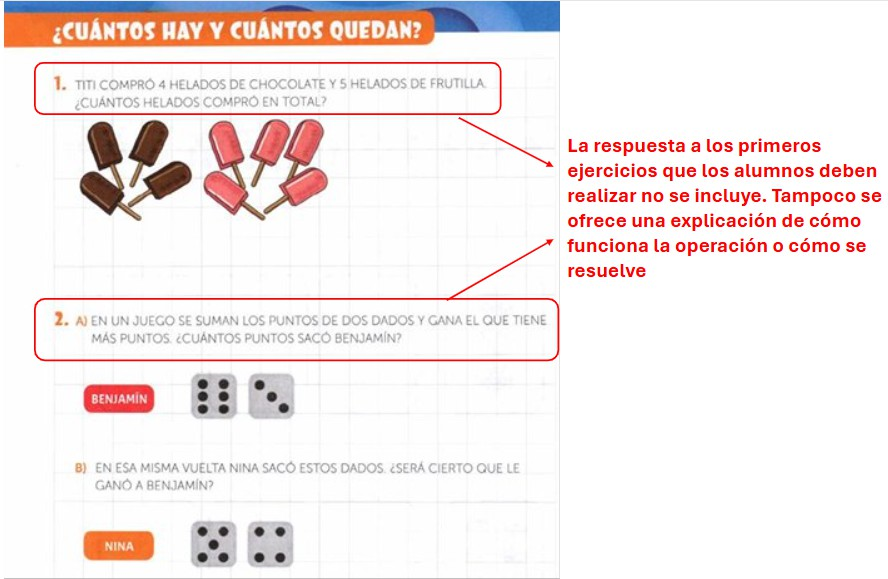 ¿CUÁNTOS HAY Y CUÁNTOS QUEDAN?
1. TITI COMPRÓ 4 HELADOS DE CHOCOLATE Y 5 HELADOS DE FRUTILLA.
¿CUÁNTOS HELADOS COMPRÓ EN TOTAL?
La respuesta a los primeros
ejercicios que los alumnos deben
realizar no se incluye. Tampoco se
ofrece una explicación de cómo
funciona la operación o cómo se
resuelve
2. A) EN UN JUEGO SE SUMAN LOS PUNTOS DE DOS DADOS Y GANA EL QUE TIENE
MÁS PUNTOS. ¿CUÁNTOS PUNTOS SACÓ BENJAMÍN?
BENJAMÍN
B) EN ESA MISMA VUELTA NINA SACÓ ESTOS DADOS. ¿SERÁ CIERTO QUE LE
GANÓ A BENJAMÍN?
NINA